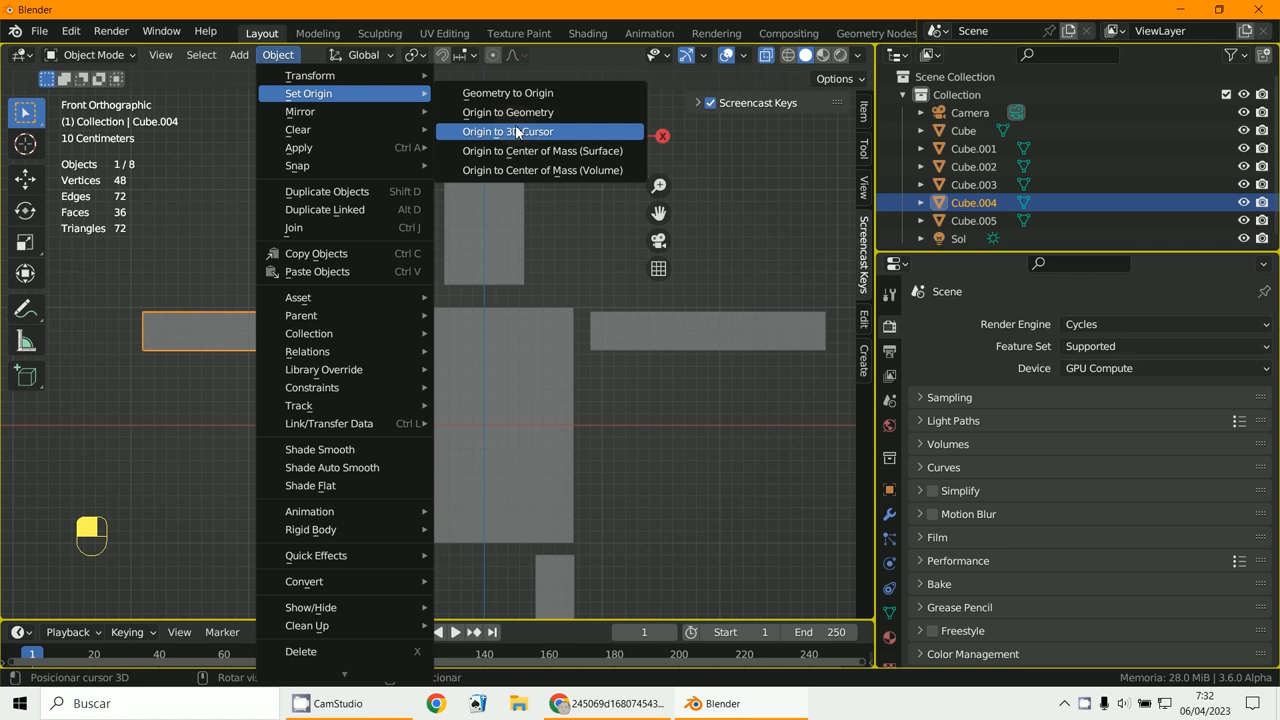 Blender
File Edit Render Window Help Layout Modeling Sculpting UV Editing Texture Paint Shading Animation Rendering Compositing Geometry Nodes Scene ViewLayer
Object Mode View Select Add Object Global
Options
Front Orthographic
(1) Collection | Cube.004
10 Centimeters
Objects 1 / 8
Vertices 48
Edges 72
Faces 36
Triangles 72
Transform
Set Origin
Mirror
Clear
Apply Ctrl A
Snap
Duplicate Objects Shift D
Duplicate Linked Alt D
Join Ctrl J
Copy Objects Ctrl C
Paste Objects Ctrl V
Asset
Parent
Collection
Relations
Library Override
Constraints
Track
Link/Transfer Data Ctrl L
Shade Smooth
Shade Auto Smooth
Shade Flat
Animation
Rigid Body
Quick Effects
Convert
Show/Hide
Clean Up
Delete X
Geometry to Origin
Origin to Geometry
Origin to 3D Cursor
Origin to Center of Mass (Surface)
Origin to Center of Mass (Volume)
Screencast Keys
X
Item
Tool
View
Screencast Keys
Edit
Create
Scene Collection
Collection
Camera
Cube
Cube.001
Cube.002
Cube.003
Cube.004
Cube.005
Sol
Scene
Render Engine Cycles
Feature Set Supported
Device GPU Compute
Sampling
Light Paths
Volumes
Curves
Simplify
Motion Blur
Film
Performance
Bake
Grease Pencil
Freestyle
Color Management
Playback Keying View Marker 1 Start 1 End 250
1 20 40 60 140 160 180 200 220 240
Posicionar cursor 3D Rotar vi cionar Memoria: 28.0 MiB | 3.6.0 Alpha
Buscar CamStudio 245069d168074543... Blender 7:32
06/04/2023